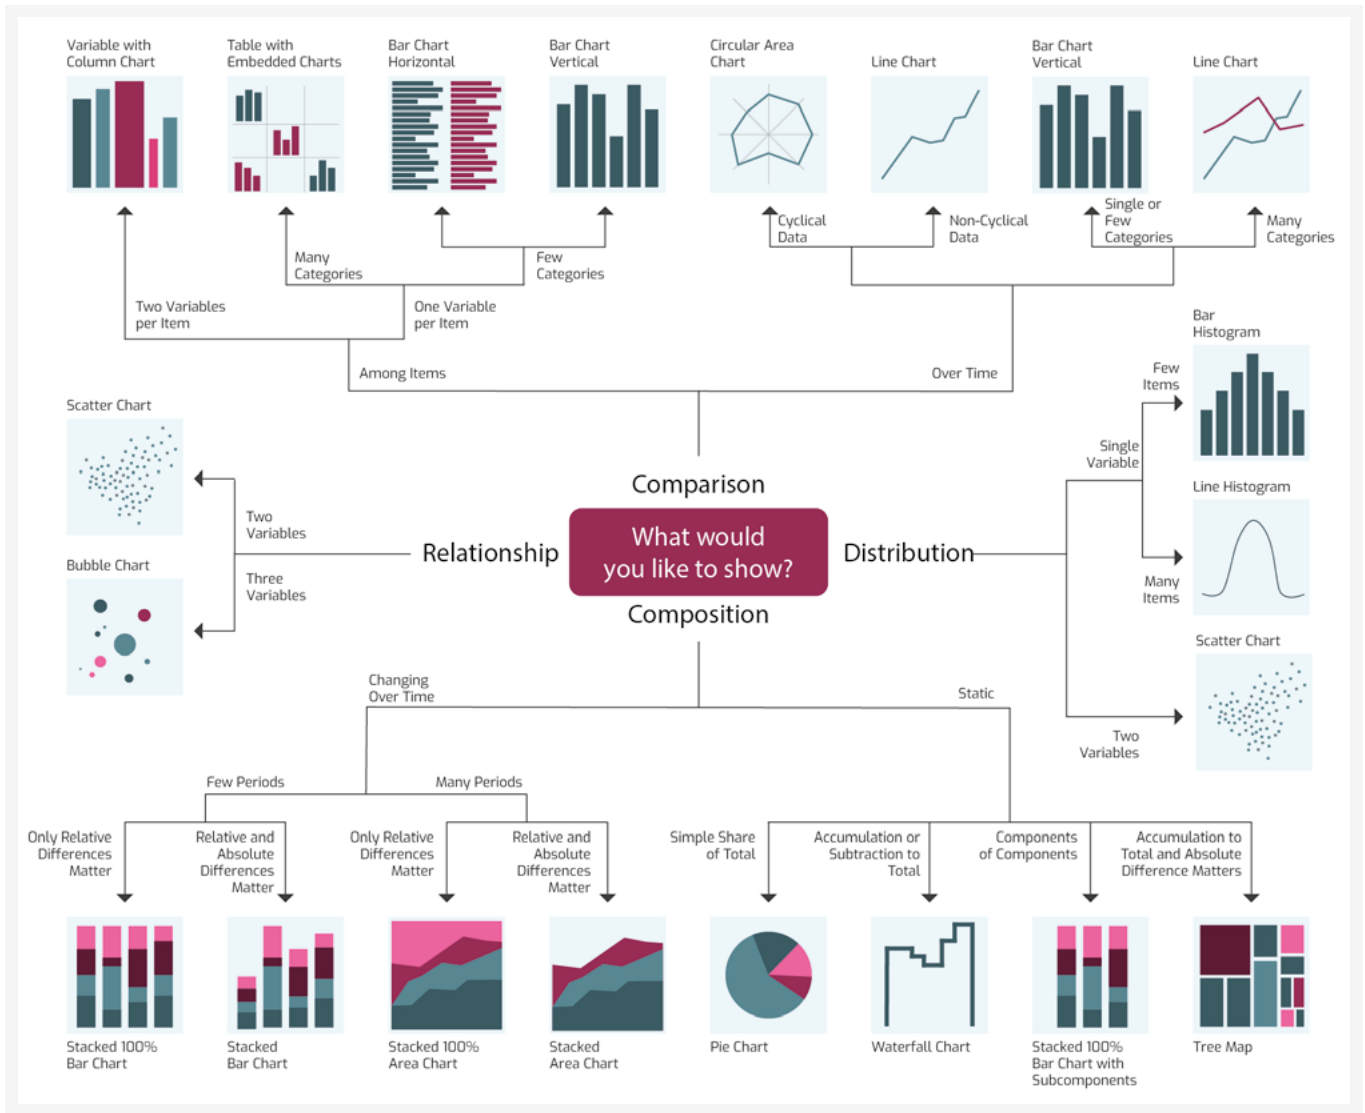 Variable with
Column Chart
Table with
Embedded Charts
Bar Chart
Horizontal
Bar Chart
Vertical
Circular Area
Chart
Line Chart
Bar Chart
Vertical
Line Chart
Cyclical
Data
Non-Cyclical
Data
Single or
Few
Categories
Many
Categories
Many
Categories
Few
Categories
Two Variables
per Item
One Variable
per Item
Among Items
Over Time
Bar
Histogram
Few
Items
Single
Variable
Line Histogram
Many
Items
Scatter Chart
Two
Variables
Scatter Chart
Two
Variables
Bubble Chart
Three
Variables
Comparison
Relationship
What would
you like to show?
Distribution
Composition
Changing
Over Time
Static
Few Periods
Many Periods
Only Relative
Differences
Matter
Relative and
Absolute
Differences
Matter
Only Relative
Differences
Matter
Relative and
Absolute
Differences
Matter
Simple Share
of Total
Accumulation or
Subtraction to
Total
Components
of Components
Accumulation to
Total and Absolute
Difference Matters
Stacked 100%
Bar Chart
Stacked
Bar Chart
Stacked 100%
Area Chart
Stacked
Area Chart
Pie Chart
Waterfall Chart
Stacked 100%
Bar Chart with
Subcomponents
Tree Map